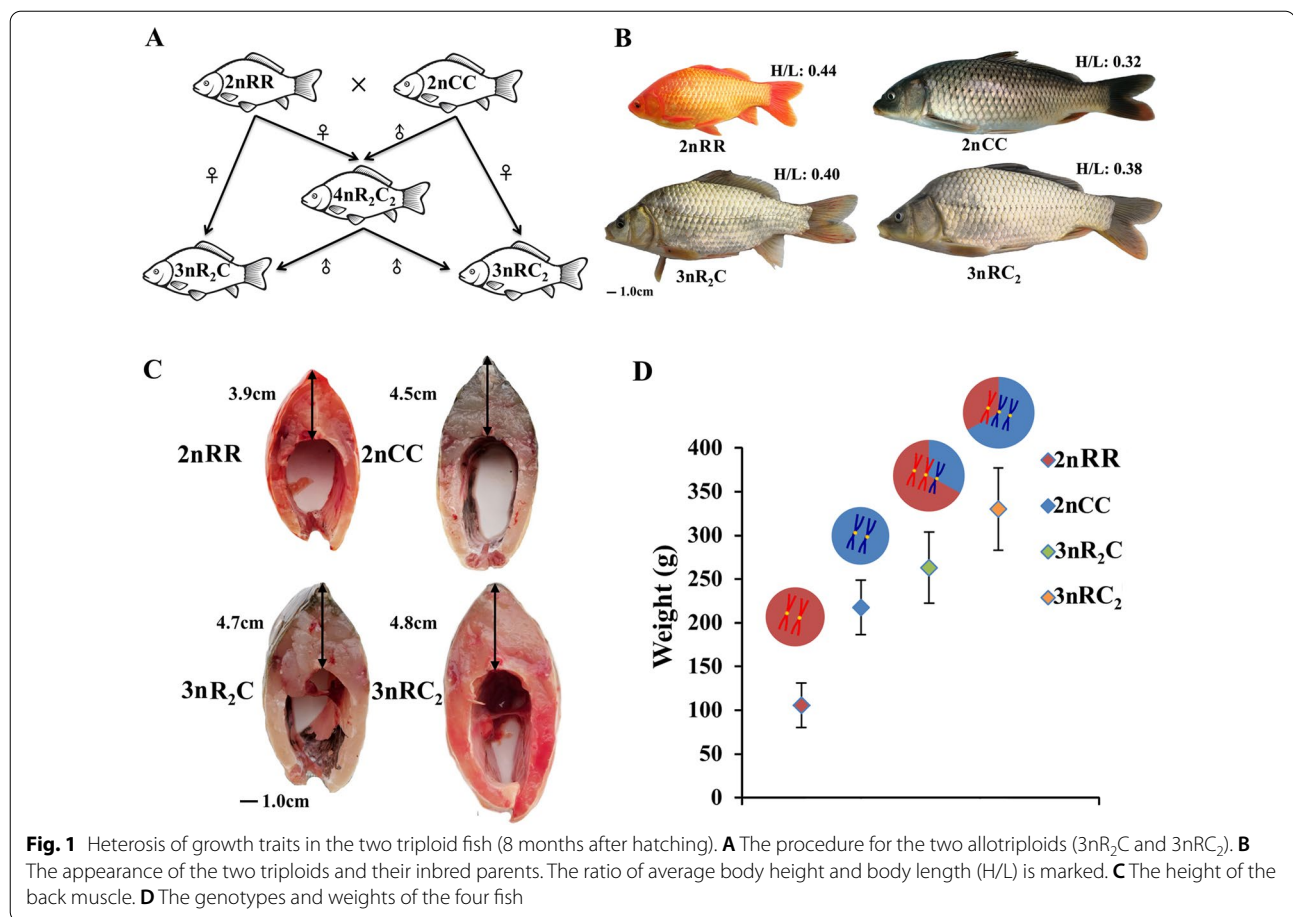 A
2nRR
×
2nCC
♀
♂
♀
♀
4nR₂C₂
3nR₂C
♂
♂
3nRC₂
B
H/L: 0.44
2nRR
H/L: 0.32
2nCC
H/L: 0.40
3nR₂C
1.0cm
H/L: 0.38
3nRC₂
C
3.9cm
2nRR
4.5cm
2nCC
4.7cm
3nR₂C
4.8cm
3nRC₂
1.0cm
D
Weight (g)
400
350
300
250
200
150
100
50
0
2nRR
2nCC
3nR₂C
3nRC₂
Fig. 1 Heterosis of growth traits in the two triploid fish (8 months after hatching). A The procedure for the two allotriploids (3nR₂C and 3nRC₂). B
The appearance of the two triploids and their inbred parents. The ratio of average body height and body length (H/L) is marked. C The height of the
back muscle. D The genotypes and weights of the four fish